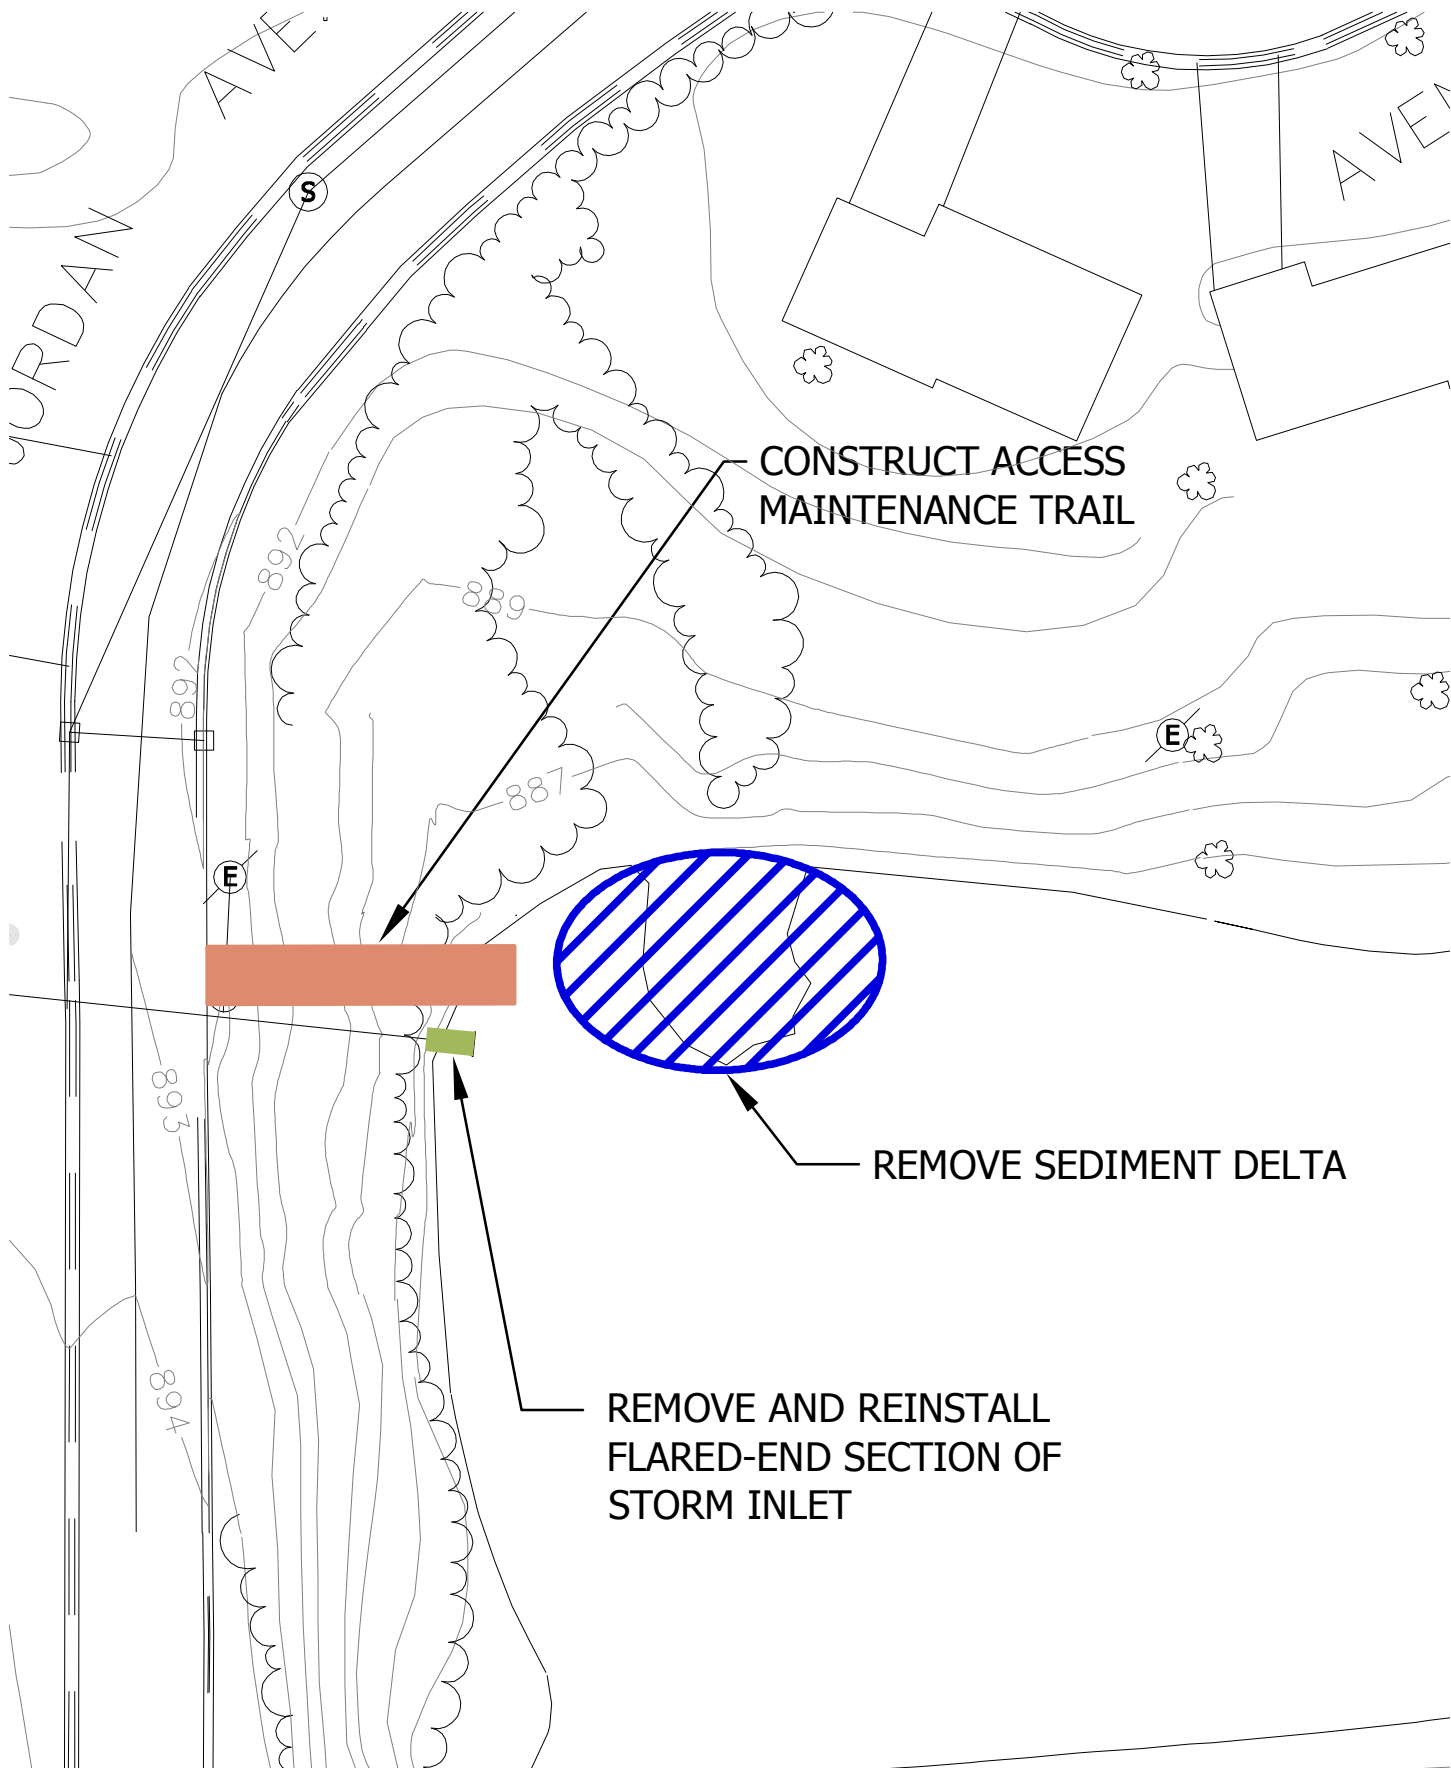 AVE.
AVEN
S
ORDAN
CONSTRUCT ACCESS
MAINTENANCE TRAIL
892
889
892
E
887
E
893
REMOVE SEDIMENT DELTA
894
REMOVE AND REINSTALL
FLARED-END SECTION OF
STORM INLET